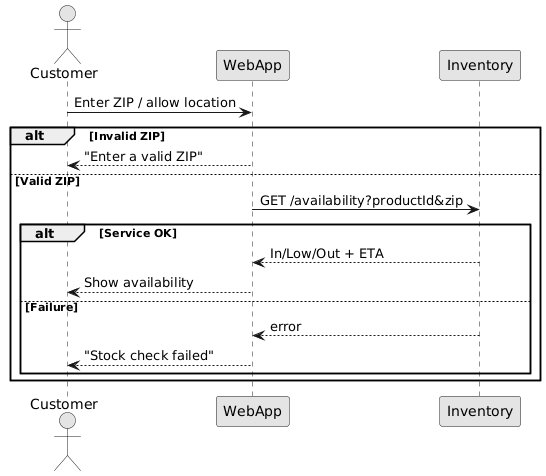 Customer
WebApp
Inventory
Enter ZIP / allow location
alt [Invalid ZIP]
"Enter a valid ZIP"
[Valid ZIP]
GET /availability?productId&zip
alt [Service OK]
In/Low/Out + ETA
Show availability
[Failure]
error
"Stock check failed"
Customer
WebApp
Inventory